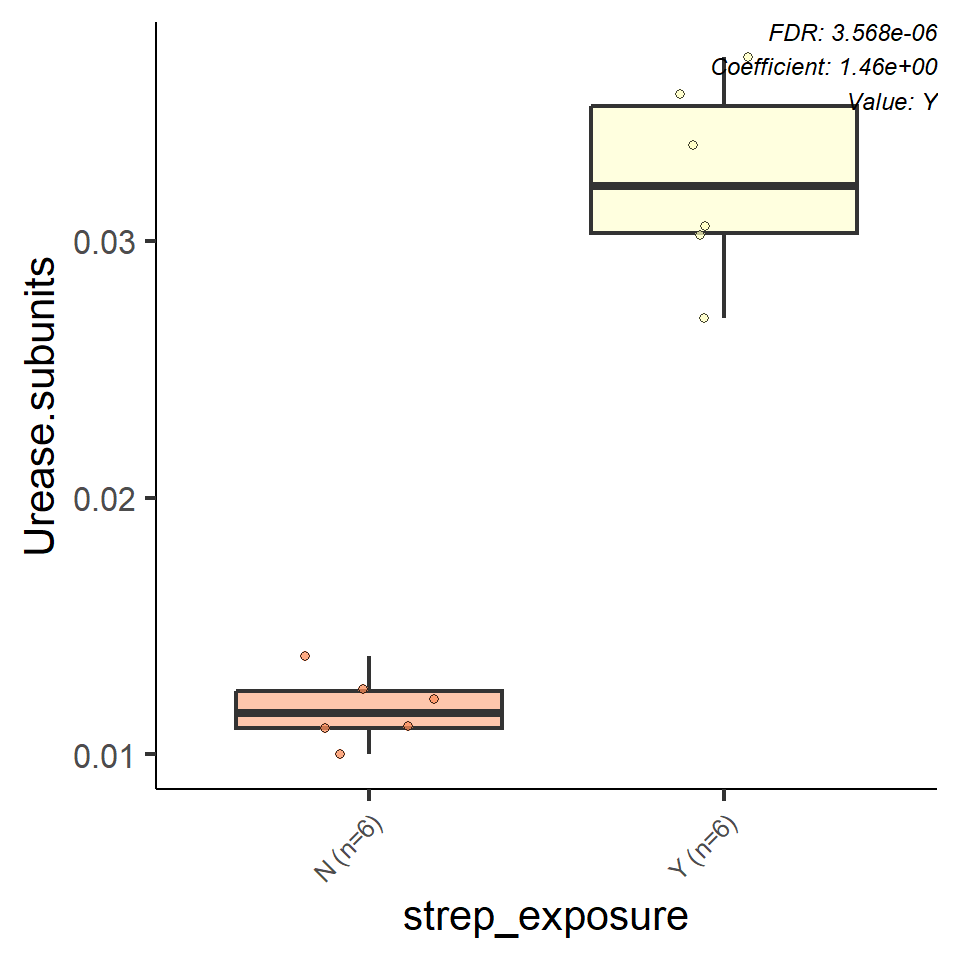 FDR: 3.568e-06
Coefficient: 1.46e+00
Value: Y
Urease.subunits
0.03
0.02
0.01
N (n=6)
Y (n=6)
strep_exposure